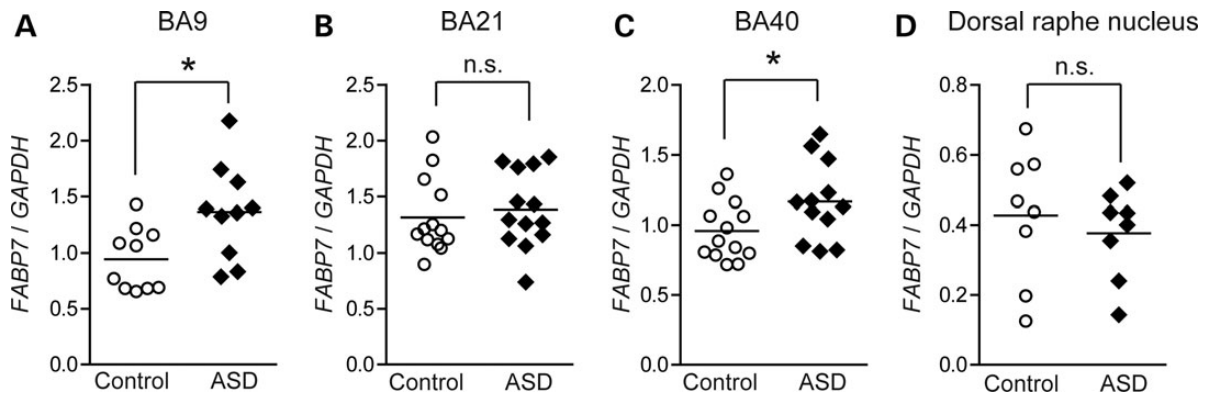 A BA9
*
FABP7 / GAPDH
2.5
2.0
1.5
1.0
0.5
0.0
Control ASD
B BA21
n.s.
FABP7 / GAPDH
2.5
2.0
1.5
1.0
0.5
0.0
Control ASD
C BA40
*
FABP7 / GAPDH
2.0
1.5
1.0
0.5
0.0
Control ASD
D Dorsal raphe nucleus
n.s.
FABP7 / GAPDH
0.8
0.6
0.4
0.2
0.0
Control ASD